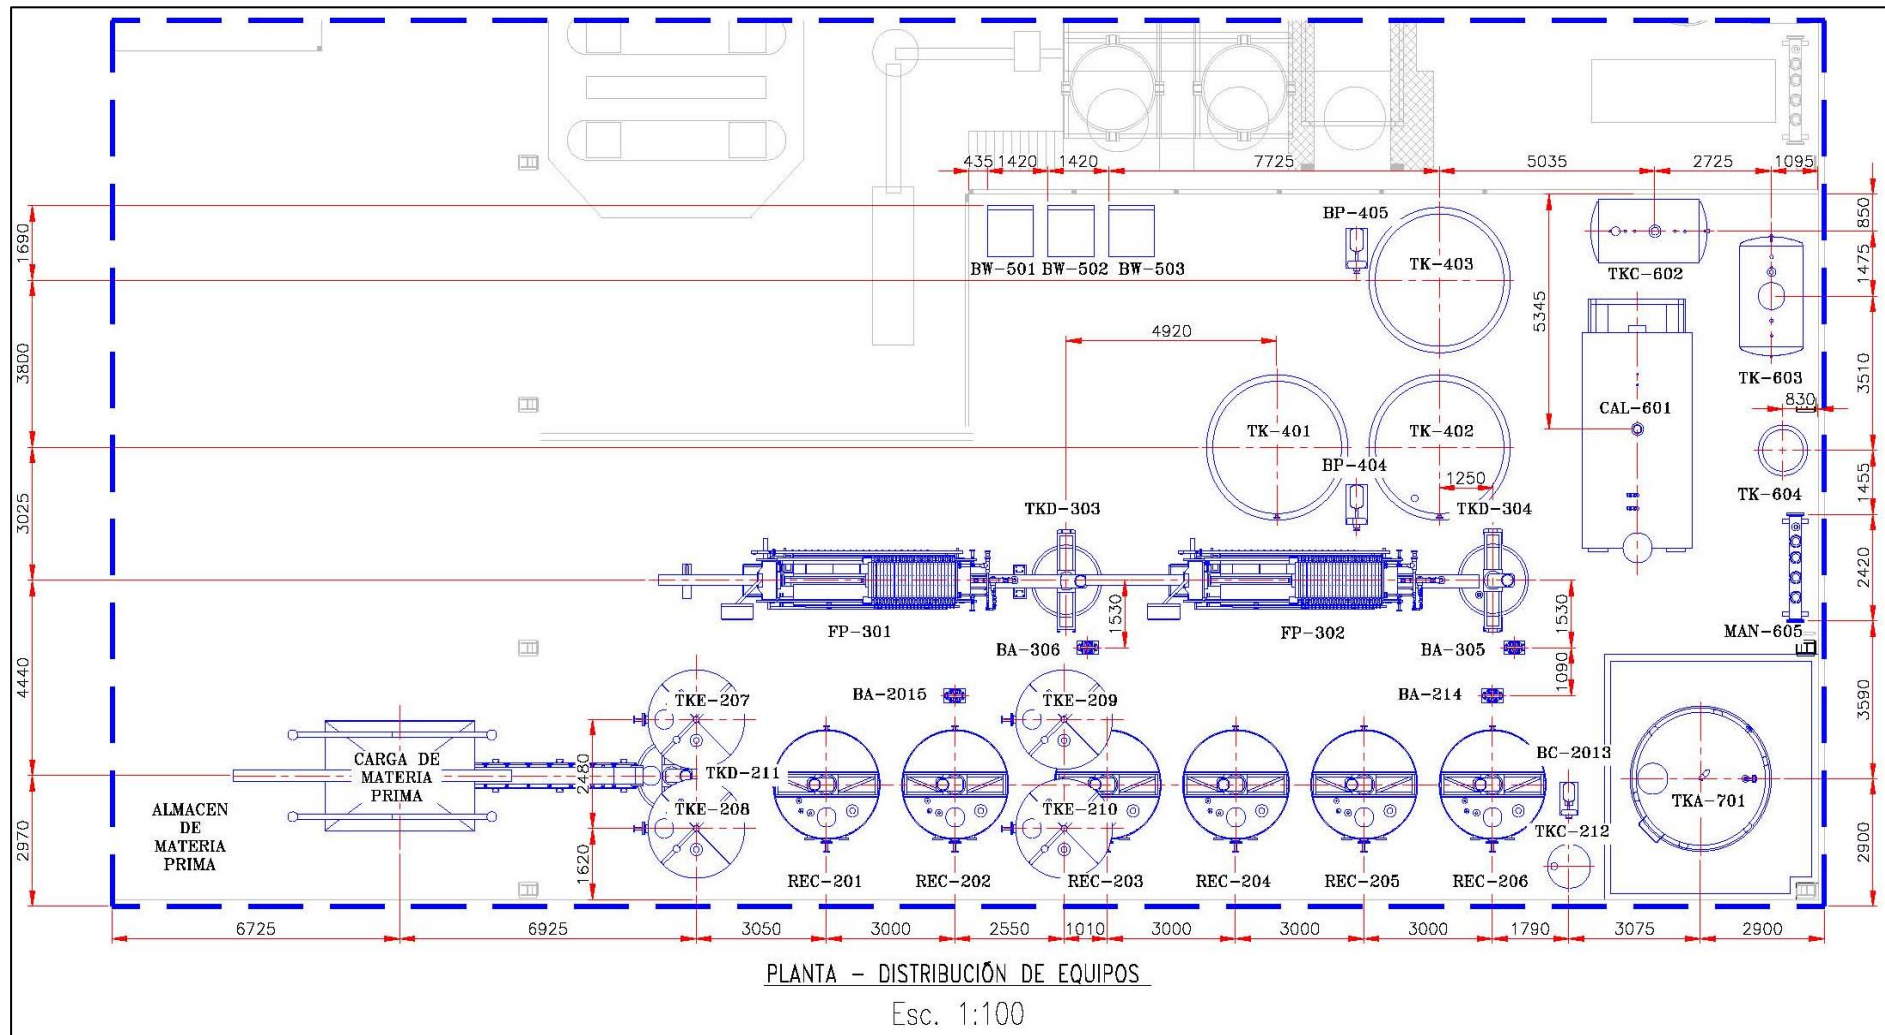 435
1420
1420
7725
5035
2725
1095
1690
3800
3025
4440
2970
850
1475
3510
1455
2420
3590
2900
BW-501
BW-502
BW-503
BP-405
TK-403
TKC-602
5345
TK-603
4920
830
CAL-601
TK-401
TK-402
BP-404
1250
TK-604
TKD-303
TKD-304
FP-301
1530
FP-302
1530
MAN-605
BA-306
BA-305
1090
TKE-207
BA-2015
TKE-209
BA-214
2480
CARGA DE
MATERIA
PRIMA
TKD-211
BC-2013
TKE-208
TKE-210
TKA-701
ALMACEN
DE
MATERIA
PRIMA
TKC-212
1620
REC-201
REC-202
REC-203
REC-204
REC-205
REC-206
6725
6925
3050
3000
2550
1010
3000
3000
3000
1790
3075
2900
PLANTA - DISTRIBUCIÓN DE EQUIPOS
Esc. 1:100